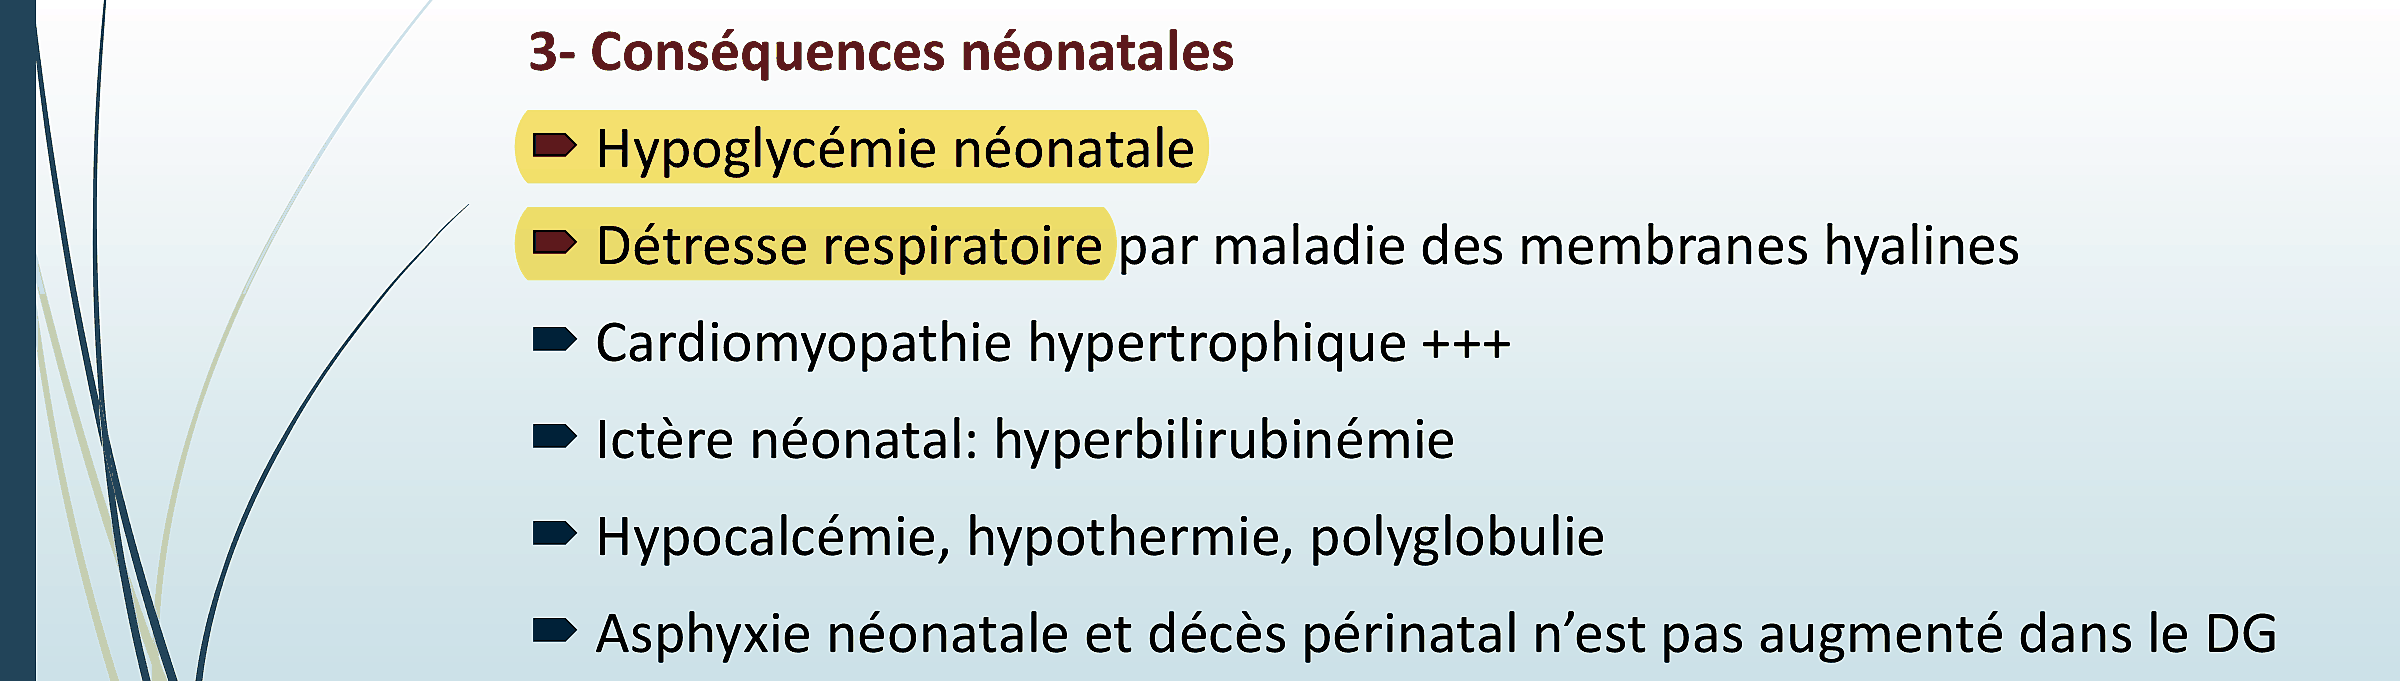 3- Conséquences néonatales
Hypoglycémie néonatale
Détresse respiratoire par maladie des membranes hyalines
Cardiomyopathie hypertrophique +++
Ictère néonatal: hyperbilirubinémie
Hypocalcémie, hypothermie, polyglobulie
Asphyxie néonatale et décès périnatal n’est pas augmenté dans le DG